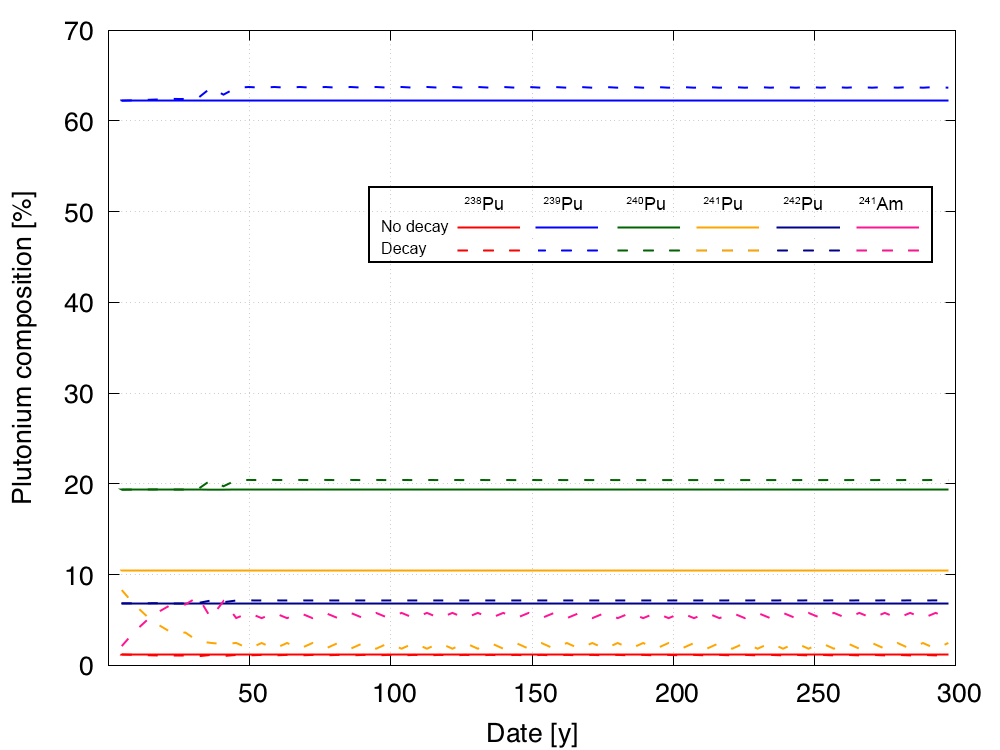 70
60
50
40
30
20
10
0
Plutonium composition [%]
²³⁸Pu ²³⁹Pu ²⁴⁰Pu ²⁴¹Pu ²⁴²Pu ²⁴¹Am
No decay
Decay
50 100 150 200 250 300
Date [y]